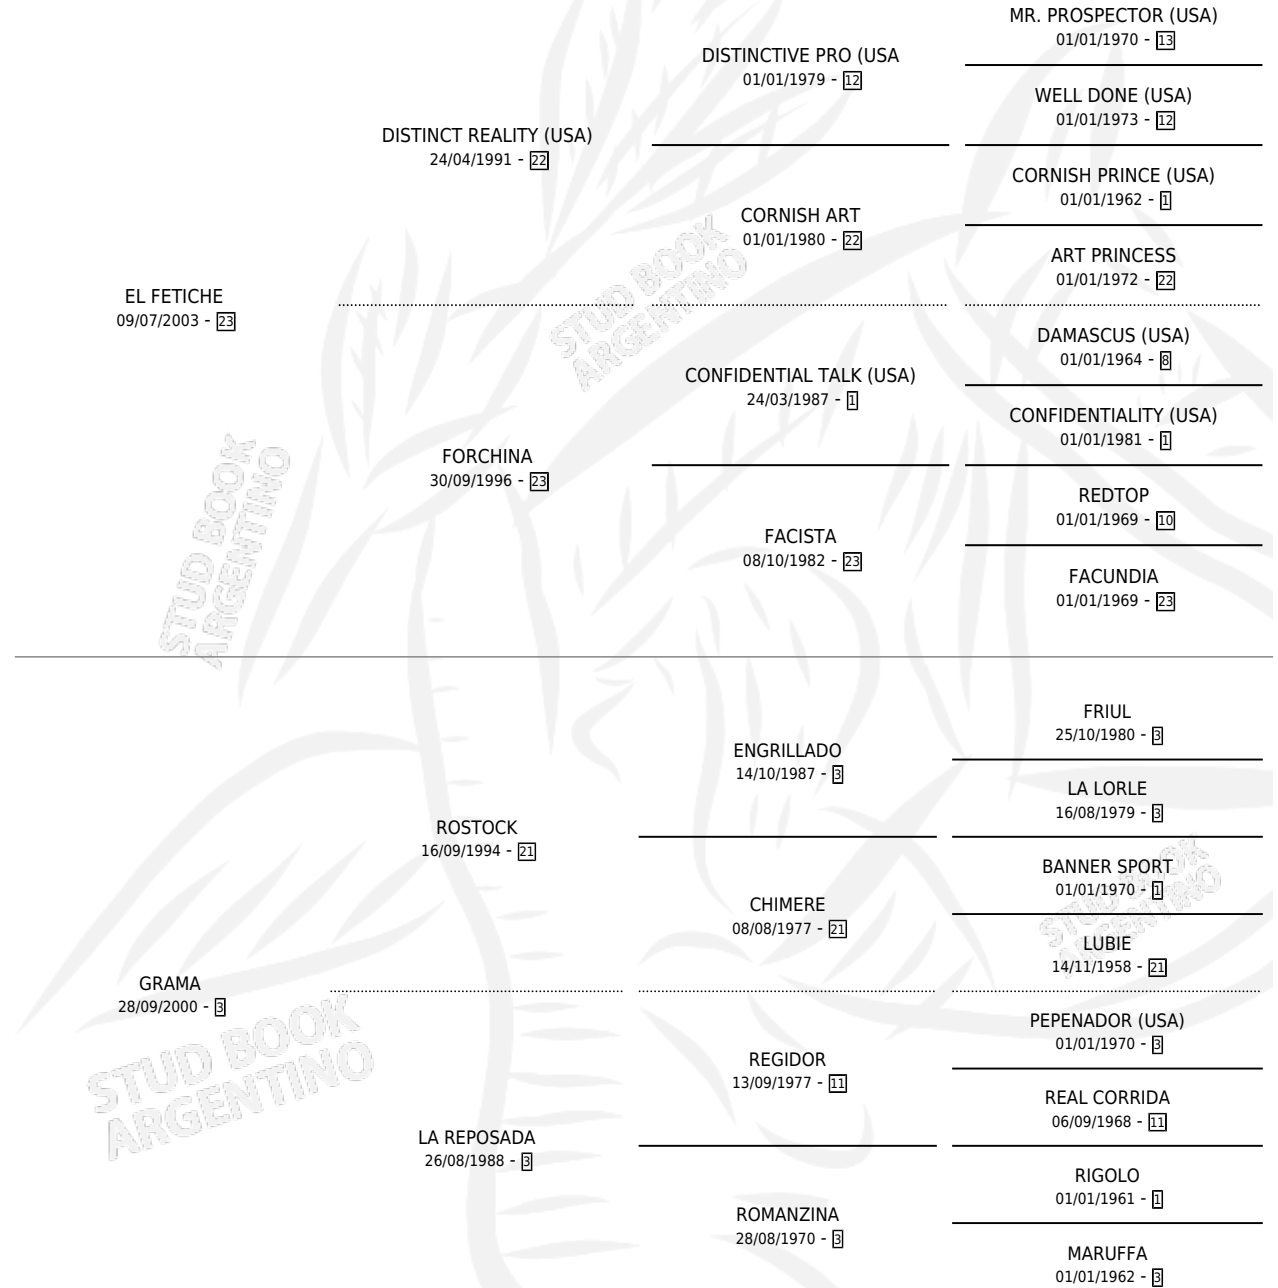 MR. PROSPECTOR (USA)
01/01/1970 - 13
DISTINCTIVE PRO (USA
01/01/1979 - 12
WELL DONE (USA)
01/01/1973 - 12
DISTINCT REALITY (USA)
24/04/1991 - 22
CORNISH PRINCE (USA)
01/01/1962 - 1
CORNISH ART
01/01/1980 - 22
ART PRINCESS
01/01/1972 - 22
EL FETICHE
09/07/2003 - 23
DAMASCUS (USA)
01/01/1964 - 8
CONFIDENTIAL TALK (USA)
24/03/1987 - 1
CONFIDENTIALITY (USA)
01/01/1981 - 1
FORCHINA
30/09/1996 - 23
REDTOP
01/01/1969 - 10
FACISTA
08/10/1982 - 23
FACUNDIA
01/01/1969 - 23
FRIUL
25/10/1980 - 3
ENGRILLADO
14/10/1987 - 3
LA LORLE
16/08/1979 - 3
ROSTOCK
16/09/1994 - 21
BANNER SPORT
01/01/1970 - 1
CHIMERE
08/08/1977 - 21
LUBIE
14/11/1958 - 21
GRAMA
28/09/2000 - 3
PEPENADOR (USA)
01/01/1970 - 3
REGIDOR
13/09/1977 - 11
REAL CORRIDA
06/09/1968 - 11
LA REPOSADA
26/08/1988 - 3
RIGOLO
01/01/1961 - 1
ROMANZINA
28/08/1970 - 3
MARUFFA
01/01/1962 - 3
STUD BOOK
ARGENTINO
STUD BOOK
ARGENTINO
STUD BOOK
ARGENTINO
STUD BOOK
ARGENTINO